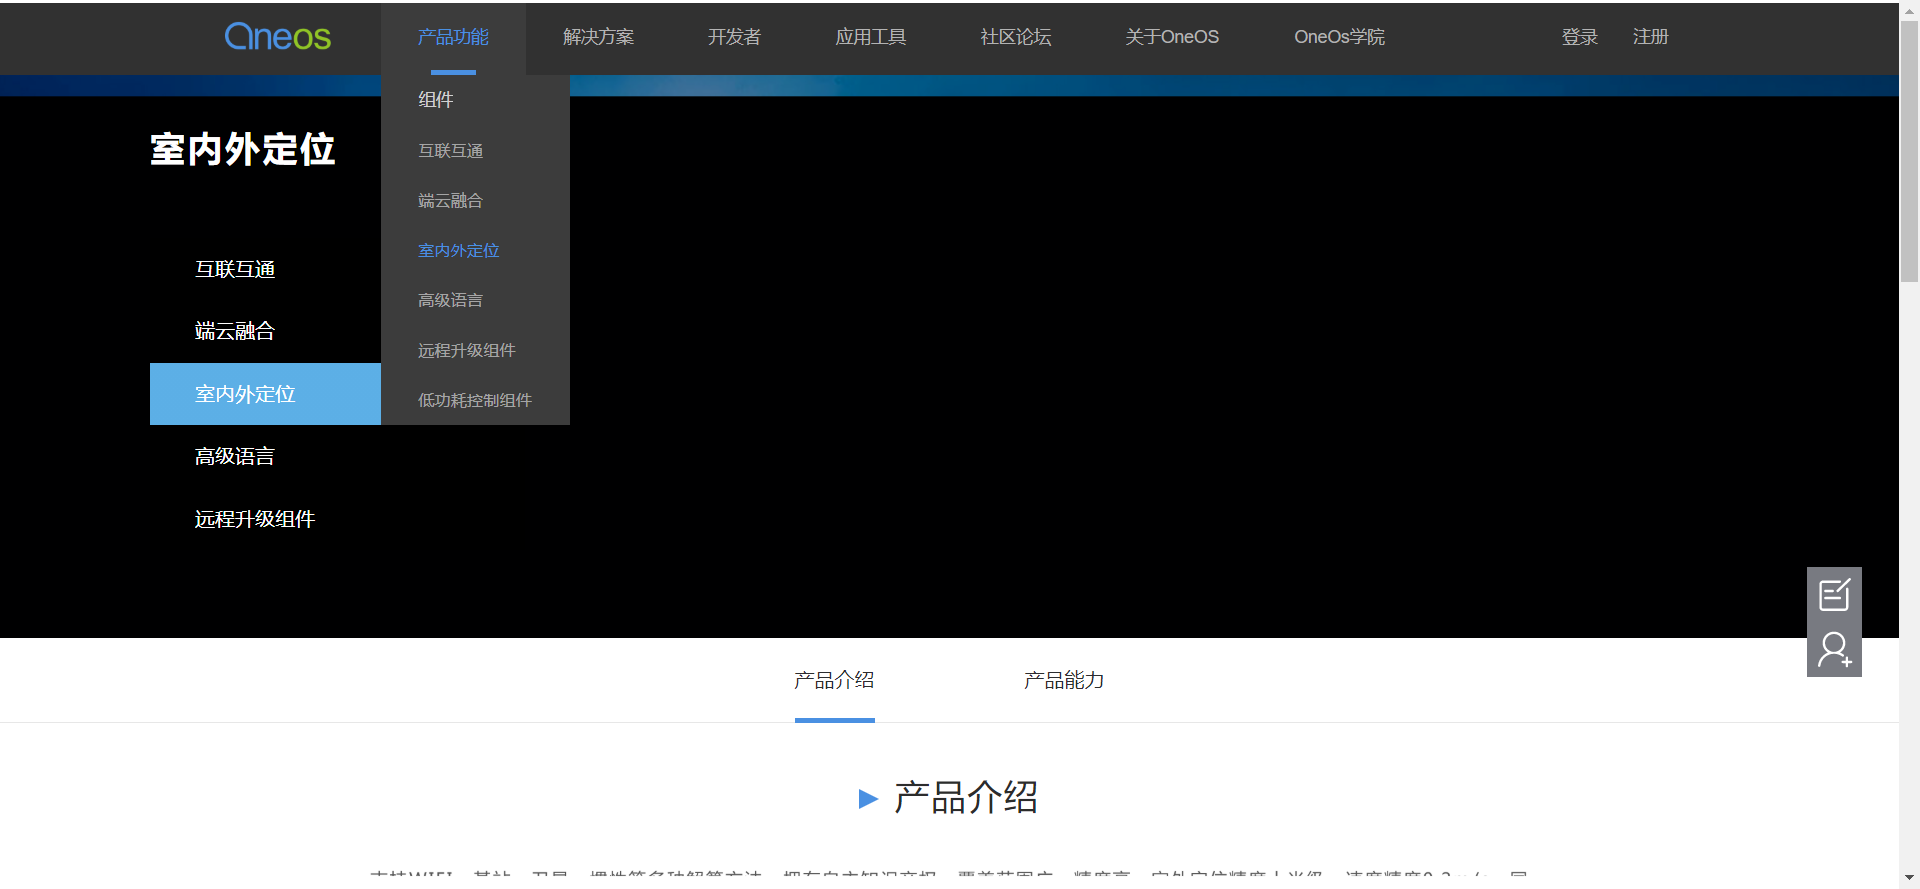 Oneos 产品功能 解决方案 开发者 应用工具 社区论坛 关于OneOS OneOs学院 登录 注册
组件
互联互通
端云融合
室内外定位
高级语言
远程升级组件
低功耗控制组件
室内外定位
互联互通
端云融合
室内外定位
高级语言
远程升级组件
产品介绍 产品能力
产品介绍